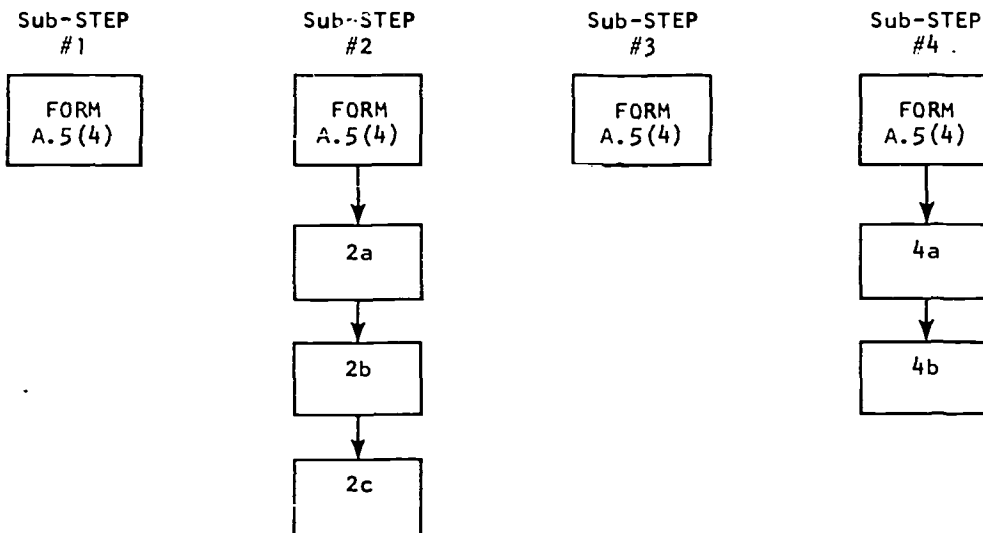 Sub-STEP
#1
Sub-STEP
#2
Sub-STEP
#3
Sub-STEP
#4
FORM
A.5(4)
FORM
A.5(4)
FORM
A.5(4)
FORM
A.5(4)
2a
4a
2b
4b
2c